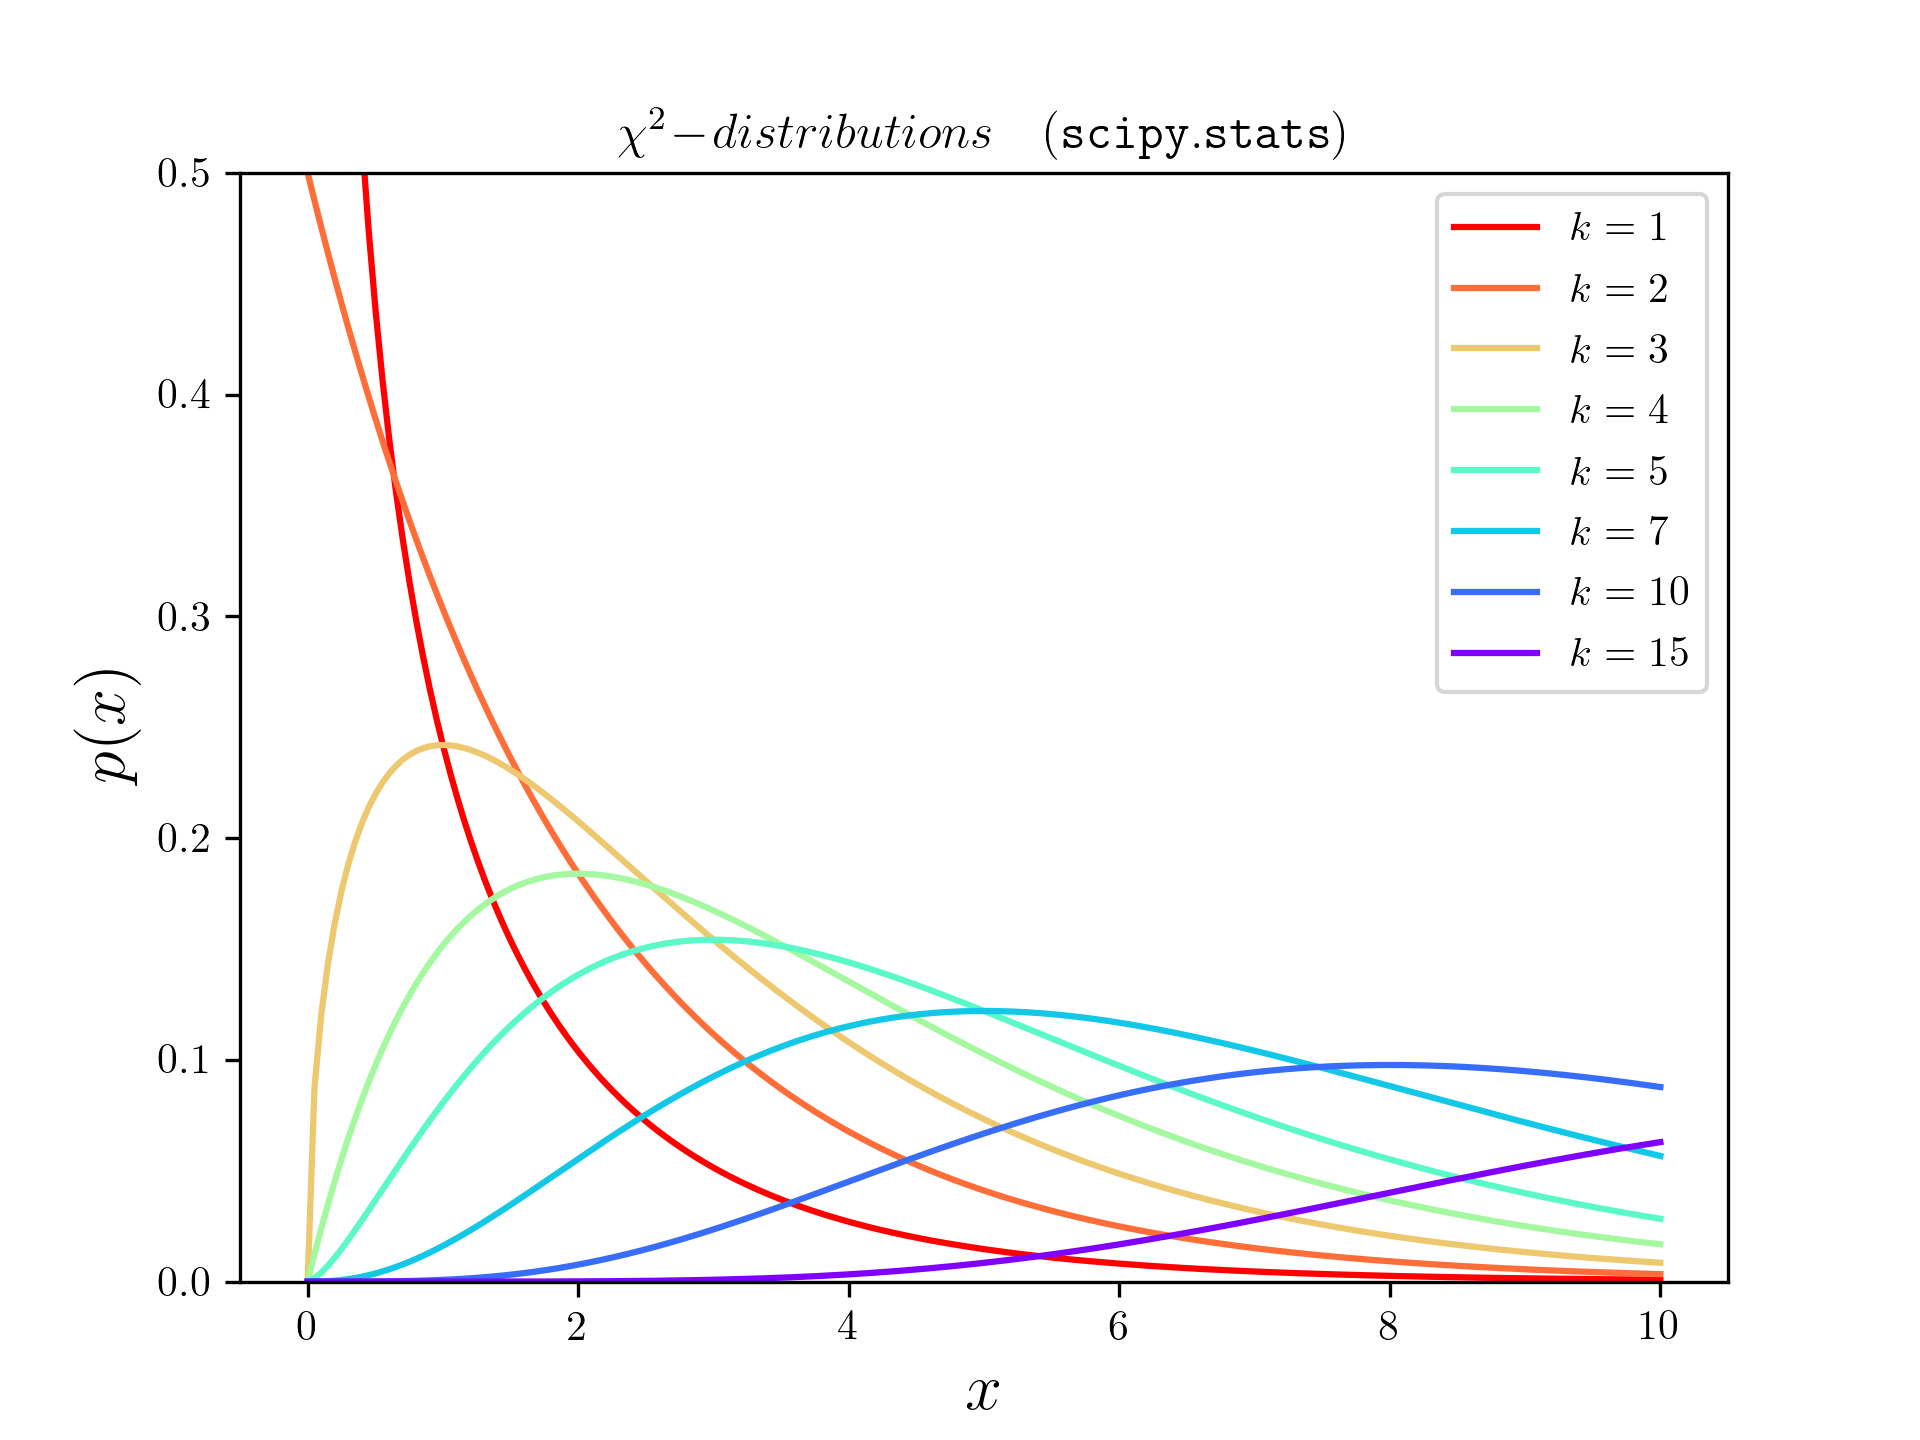 χ²−distributions (scipy.stats)
0.5
0.4
0.3
0.2
0.1
0.0
p(x)
0 2 4 6 8 10
x
k = 1
k = 2
k = 3
k = 4
k = 5
k = 7
k = 10
k = 15